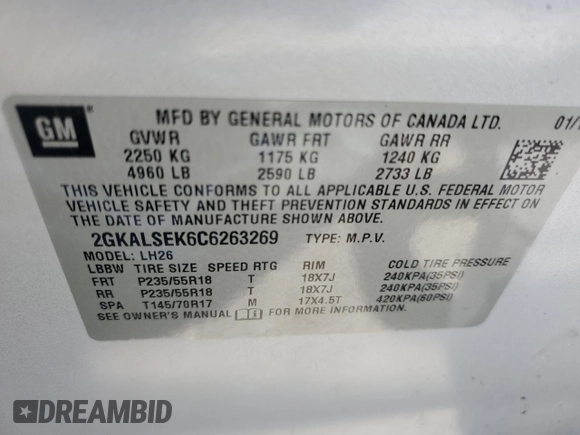 GM ®
MFD BY GENERAL MOTORS OF CANADA LTD. 01/
GVWR GAWR FRT GAWR RR
2250 KG 1175 KG 1240 KG
4960 LB 2590 LB 2733 LB
THIS VEHICLE CONFORMS TO ALL APPLICABLE U.S. FEDERAL MOTOR
VEHICLE SAFETY AND THEFT PREVENTION STANDARDS IN EFFECT ON
THE DATE OF MANUFACTURE SHOWN ABOVE.
2GKALSEK6C6263269 TYPE: M.P.V.
MODEL: LH26
LBBW TIRE SIZE SPEED RTG RIM COLD TIRE PRESSURE
FRT P235/55R18 T 18X7J 240KPA(35PSI)
RR P235/55R18 T 18X7J 240KPA(35PSI)
SPA T145/70R17 M 17X4.5T 420KPA(60PSI)
SEE OWNER'S MANUAL FOR MORE INFORMATION.
DREAMBID